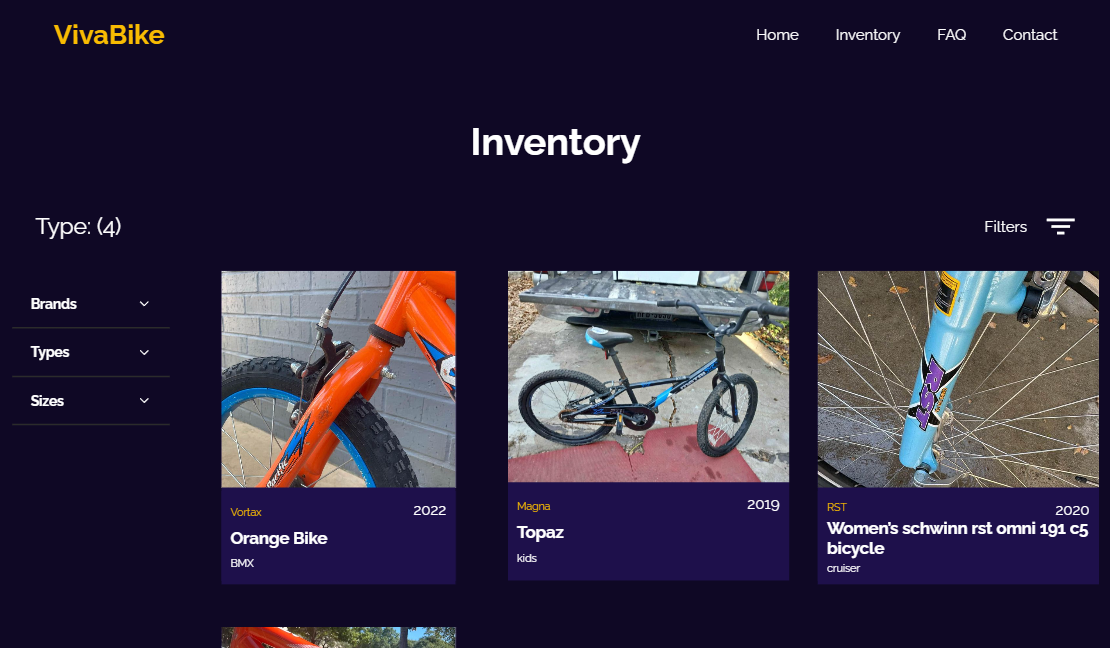 VivaBike
Home Inventory FAQ Contact
Inventory
Type: (4)
Filters
Brands
Types
Sizes
Vortax
2022
Orange Bike
BMX
Magna
2019
Topaz
kids
RST
RST
2020
Women's schwinn rst omni 191 c5
bicycle
cruiser